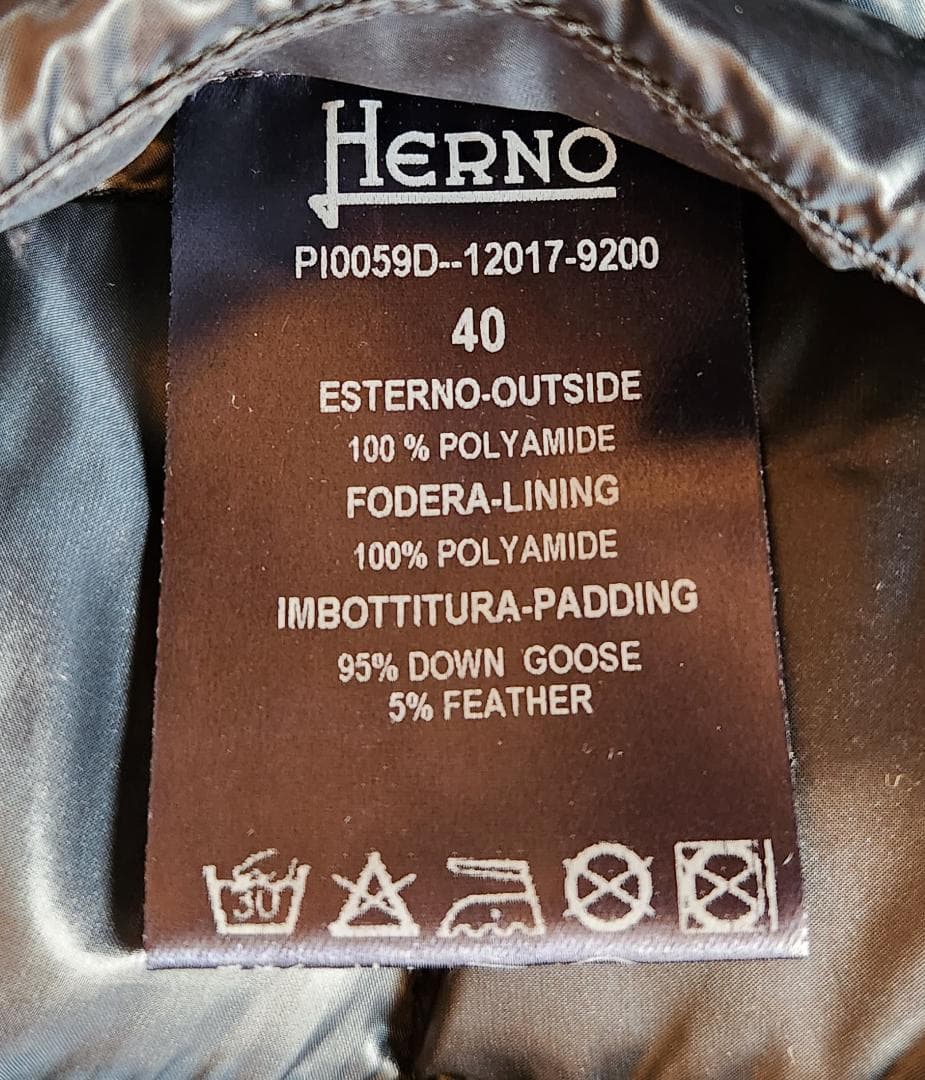 HERNO
PI0059D--12017-9200
40
ESTERNO-OUTSIDE
100 % POLYAMIDE
FODERA-LINING
100% POLYAMIDE
IMBOTTITURA-PADDING
95% DOWN GOOSE
5% FEATHER
30